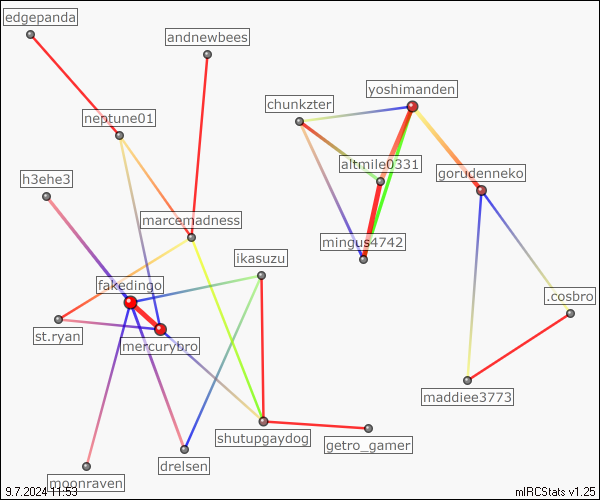 edgepanda
andnewbees
yoshimanden
chunkzter
neptune01
altmile0331
gorudenneko
h3ehe3
marcemadness
mingus4742
ikasuzu
fakedingo
.cosbro
st.ryan
mercurybro
maddiee3773
shutupgaydog
getro_gamer
drelsen
moonraven
9.7.2024 11:53
mIRCStats v1.25